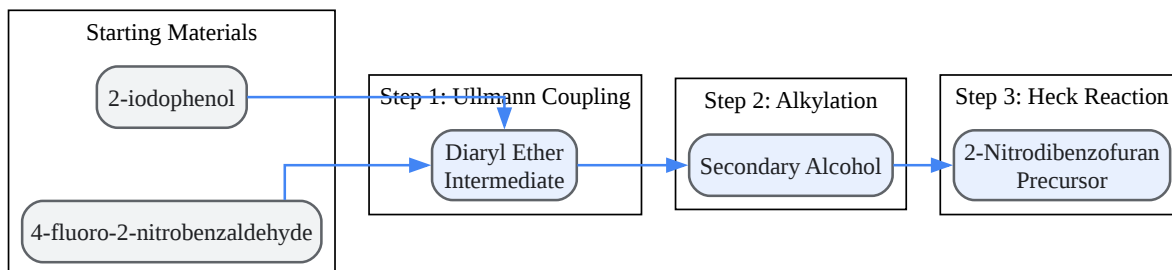 Starting Materials
2-iodophenol
4-fluoro-2-nitrobenzaldehyde
Step 1: Ullmann Coupling
Diaryl Ether
Intermediate
Step 2: Alkylation
Secondary Alcohol
Step 3: Heck Reaction
2-Nitrodibenzofuran
Precursor